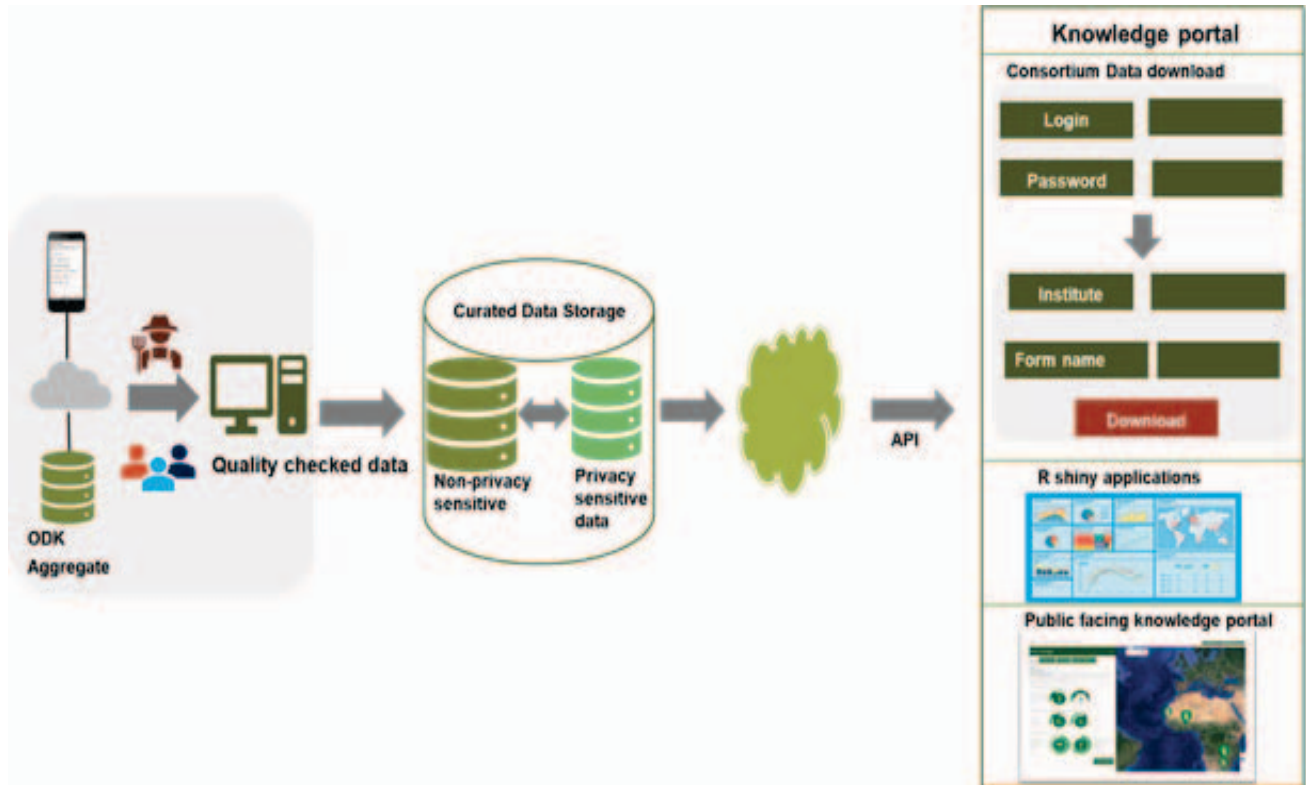 Knowledge portal
Consortium Data download
Login
Password
Institute
Form name
Download
ODK
Aggregate
Quality checked data
Curated Data Storage
Non-privacy
sensitive
Privacy
sensitive
data
API
R shiny applications
Public facing knowledge portal